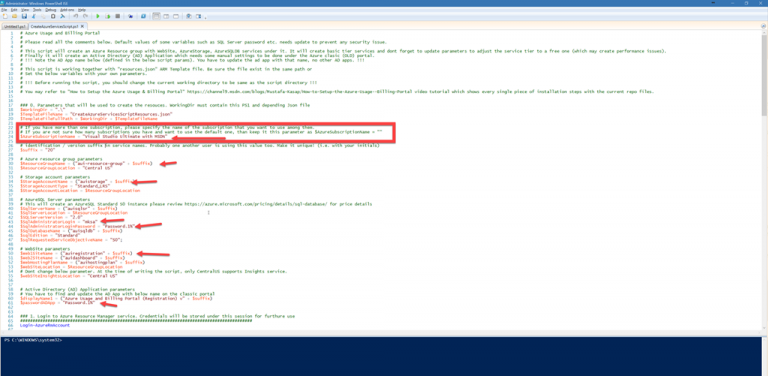 Administrator: Windows PowerShell ISE
File Edit View Tools Debug Add-ons Help
Untitled1.ps1 CreateAzureServicesScript.ps1 X
# Azure Usage and Billing Portal
#
# Please read all the comments below. Default values of some variables such as SQL Server password etc. needs update to prevent any security issue.
#
# This script will create an Azure Resource group with WebSite, AzureStorage, AzureSQLDB services under it. It will create basic tier services and dont forget to update parameters to adjust the service tier to a free one (which may create performance issues).
# Finally it will create an Active Directory (AD) Application which needs some manual settings to be done under the Azure classic (OLD) portal.
# !!! Note the AD App name below (defined in the below script params). You have to update the ad app with that name, no other AD apps. !!!
#
# This script is working together with "resources.json" ARM Template file. Be sure the file exist in the same path or
# Set the below variables with your own parameters.
#
# !!! Before running the script, you should change the current working directory to be same as the script directory !!!
#
# You may refer to "How to Setup the Azure Usage & Billing Portal" https://channel9.msdn.com/blogs/Mustafa-Kasap/How-to-Setup-the-Azure-Usage--Billing-Portal video tutorial which shows every single piece of installation steps with the current repo files.
### 0. Parameters that will be used to create the resouces. WorkingDir must contain this PS1 and depending json file
$WorkingDir = ".\"
$TemplateFileName = "CreateAzureServicesScriptResources.json"
$TemplateFileFullPath = $WorkingDir + $TemplateFileName
# If you have more than one subscription, please specify the name of the subscription that you want to use among them.
# If you are not sure how many subscriptions you have and want to use the default one, then keep it this parameter as $AzureSubscriptionName = ""
$AzureSubscriptionName = "Visual Studio Ultimate with MSDN"
# Identification / version suffix for service names. Probably one another user is using this value too. Make it unique! (i.e. with your initials)
$suffix = "20"
# Azure resource group parameters
$ResourceGroupName = ("aui-resource-group" + $suffix)
$ResourceGroupLocation = "Central US"
# Storage account parameters
$StorageAccountName = ("auistorage" + $suffix)
$StorageAccountType = "Standard_LRS"
$StorageAccountLocation = $ResourceGroupLocation
# AzureSQL Server parameters
# This will create an AzureSQL Standard S0 instance please review https://azure.microsoft.com/pricing/details/sql-database/ for price details
$SqlServerName = ("auisqlsr" + $suffix)
$SqlServerLocation = $ResourceGroupLocation
$SqlServerVersion = "2.0"
$SqlAdministratorLogin = "mksa"
$SqlAdministratorLoginPassword = "Password.1%"
$SqlDatabaseName = ("auisqldb" + $suffix)
$SqlEdition = "Standard"
$SqlRequestedServiceObjectiveName = "S0";
# WebSite parameters
$WebSiteName = ("auiregistration" + $suffix)
$WebSite2Name = ("auidashboard" + $suffix)
$WebHostingPlanName = ("auihostingplan" + $suffix)
$WebSiteLocation = $ResourceGroupLocation
# Dont change below parameter. At the time of writing the script, only CentralUS supports Insights service.
$WebSiteInsightsLocation = "Central US"
# Active Directory (AD) Application parameters
# You have to find and update the Ad App with below name on the classic portal
$DisplayName1 = ("Azure Usage and Billing Portal (Registration) v" + $suffix)
$passwordADApp = "Password.1%"
### 1. Login to Azure Resource Manager service. Credentials will be stored under this session for furthure use
Login-AzureRmAccount
PS C:\WINDOWS\system32>